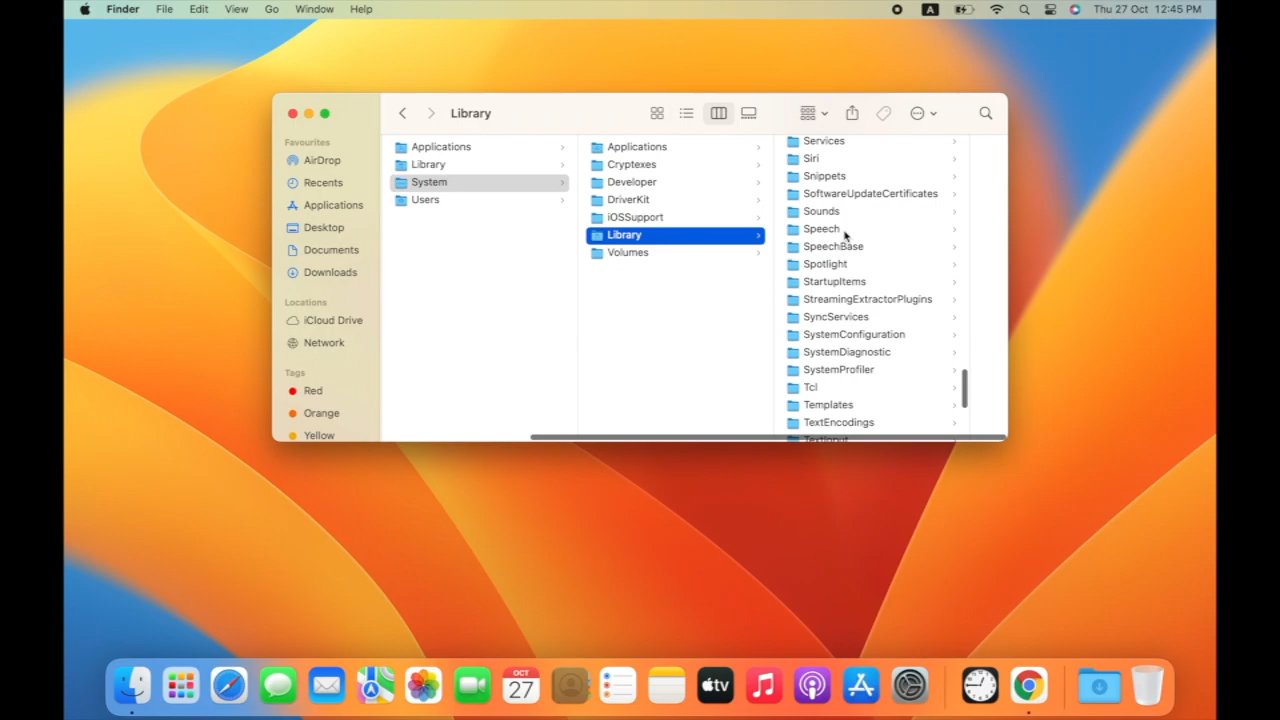 Finder File Edit View Go Window Help A Thu 27 Oct 12:45 PM
Library
Favourites
AirDrop
Recents
Applications
Desktop
Documents
Downloads
Locations
iCloud Drive
Network
Tags
Red
Orange
Yellow
Applications
Library
System
Users
Applications
Cryptexes
Developer
DriverKit
iOSSupport
Library
Volumes
Services
Siri
Snippets
SoftwareUpdateCertificates
Sounds
Speech
SpeechBase
Spotlight
StartupItems
StreamingExtractorPlugins
SyncServices
SystemConfiguration
SystemDiagnostic
SystemProfiler
Tcl
Templates
TextEncodings
TextInput
OCT
27
tv